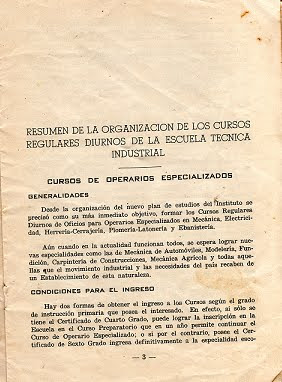 RESUMEN DE LA ORGANIZACION DE LOS CURSOS
REGULARES DIURNOS DE LA ESCUELA TECNICA
INDUSTRIAL
CURSOS DE OPERARIOS ESPECIALIZADOS
GENERALIDADES
Desde la organización del nuevo plan de estudios del Instituto se
precisó como su más inmediato objetivo, formar los Cursos Regulares
Diurnos de Oficios para Operarios Especializados en Mecánica, Electrici-
dad, Herrería-Cerrajería, Plomería-Latonería y Ebanistería.
Aún cuando en la actualidad funcionan todos, se espera lograr nue-
vas especialidades como las de Mecánica de Automóviles, Modelería, Fun-
dición, Carpintería de Construcciones, Mecánica Agrícola y todas aque-
llas que el movimiento industrial y las necesidades del país recaben de
un Establecimiento de esta naturaleza.
CONDICIONES PARA EL INGRESO
Hay dos formas de obtener el ingreso a los Cursos según el grado
de instrucción primaria que posea el interesado. En efecto, si sólo se
tiene el Certificado de Cuarto Grado, puede lograr la inscripción en la
Escuela en el Curso Preparatorio que en un año permite continuar el
Curso de Operario Especializado; o si por el contrario, posee el Cer-
tificado de Sexto Grado ingresa definitivamente a la especialidad esco-
— 3 —